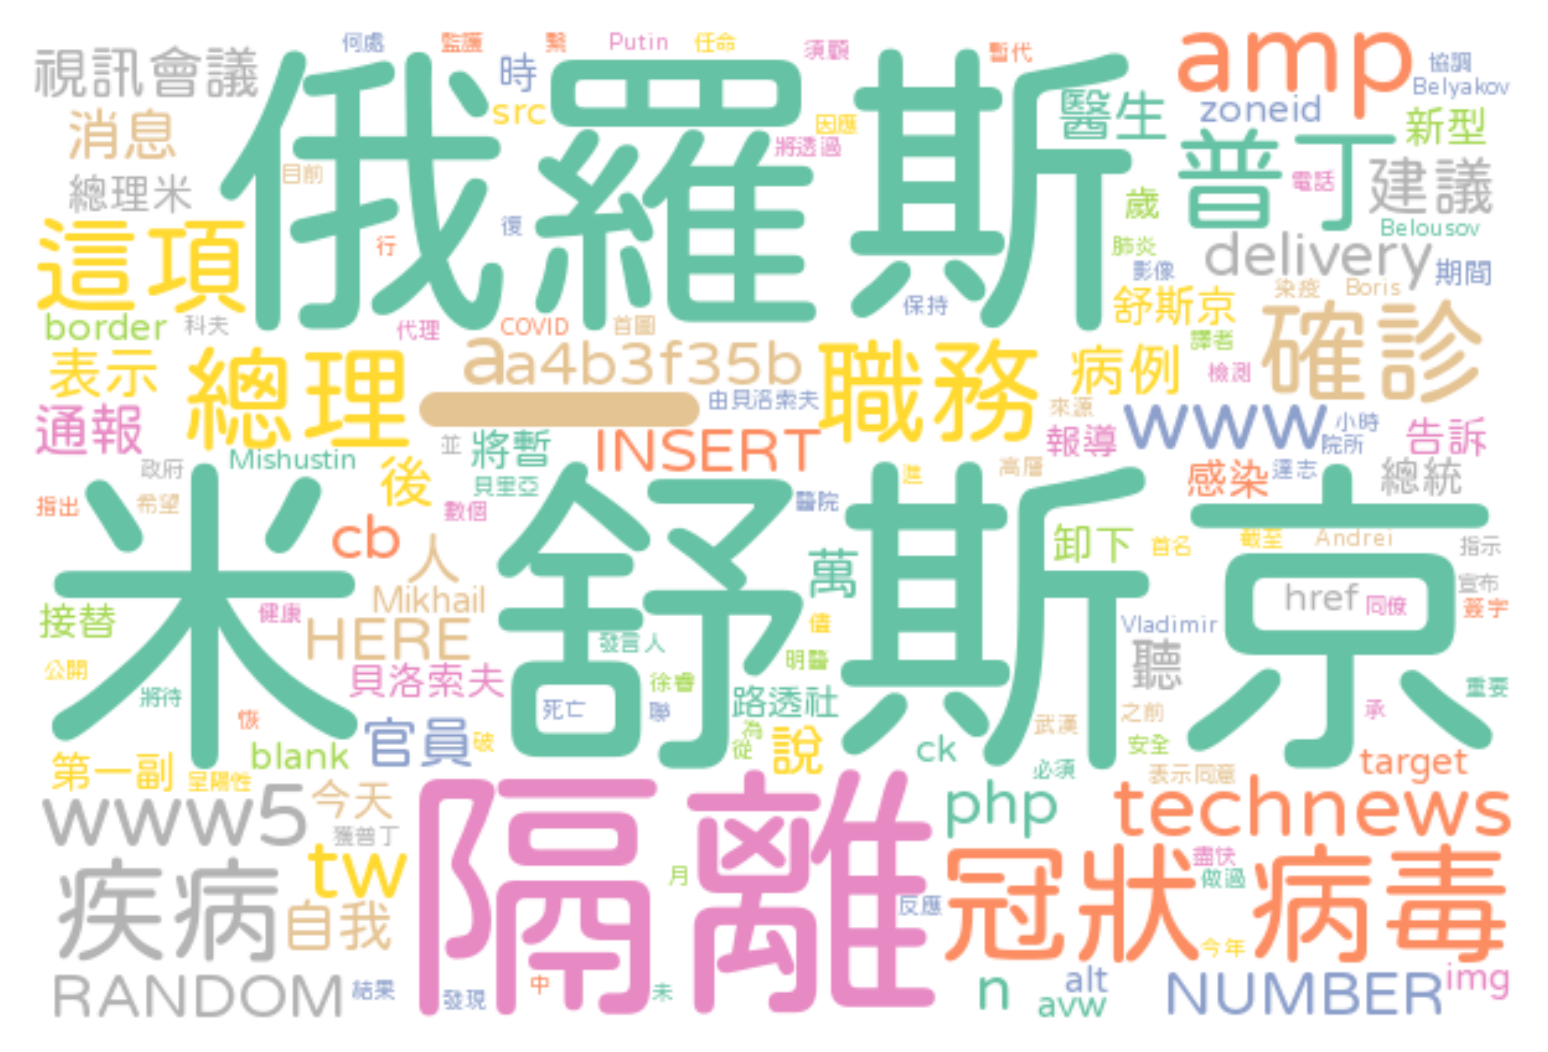 何處 監護 繫 Putin 任命 須顧 暫代 amp 協調
視訊會議 俄羅斯 時 src 因應 將透過 醫生 zoneid Belyakov
消息 目前 普丁 電話 建議 新型
總理米 復 歲 Belousov
這項 行 肺炎 delivery 期間
影像 染疫 Boris
border 科夫 代理 COVID 首圖 保持 舒斯京 確診
表示 總理 a aa4b3f35b 職務 病例 譯者 檢測
一 由貝洛索夫 來源 www 小時
通報 並 將暫 INSERT 報導 院所 告訴
政府 Mishustin 後 貝里亞 進 高層 感染 達志 總統
指出 希望 數個 醫院
米舒斯京 cb 人 萬 卸下 首名 截至 Andrei 指示
接替 健康 Mikhail href 同僚 宣布 簽字
HERE 發言人 儘 Vladimir
公開 貝洛索夫 徐睿 明醫 聽 重要
將待 死亡 聯 路透社 武漢 之前 承
恢 官員 破 為 從 說 ck 安全
第一副 呈陽性 blank 必須 表示同意 target
www5 今天 獲普丁 隔離 php technews
疾病 tw 月 冠狀病毒 盡快 做過
自我 反應 今年
RANDOM 結果 發現 中 未 n alt avw NUMBER img